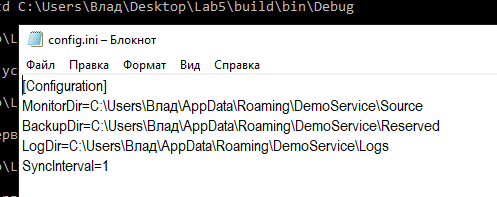 cd C:\Users\Влад\Desktop\Lab5\build\bin\Debug
config.ini – Блокнот
Файл Правка Формат Вид Справка
[Configuration]
MonitorDir=C:\Users\Влад\AppData\Roaming\DemoService\Source
BackupDir=C:\Users\Влад\AppData\Roaming\DemoService\Reserved
LogDir=C:\Users\Влад\AppData\Roaming\DemoService\Logs
SyncInterval=1